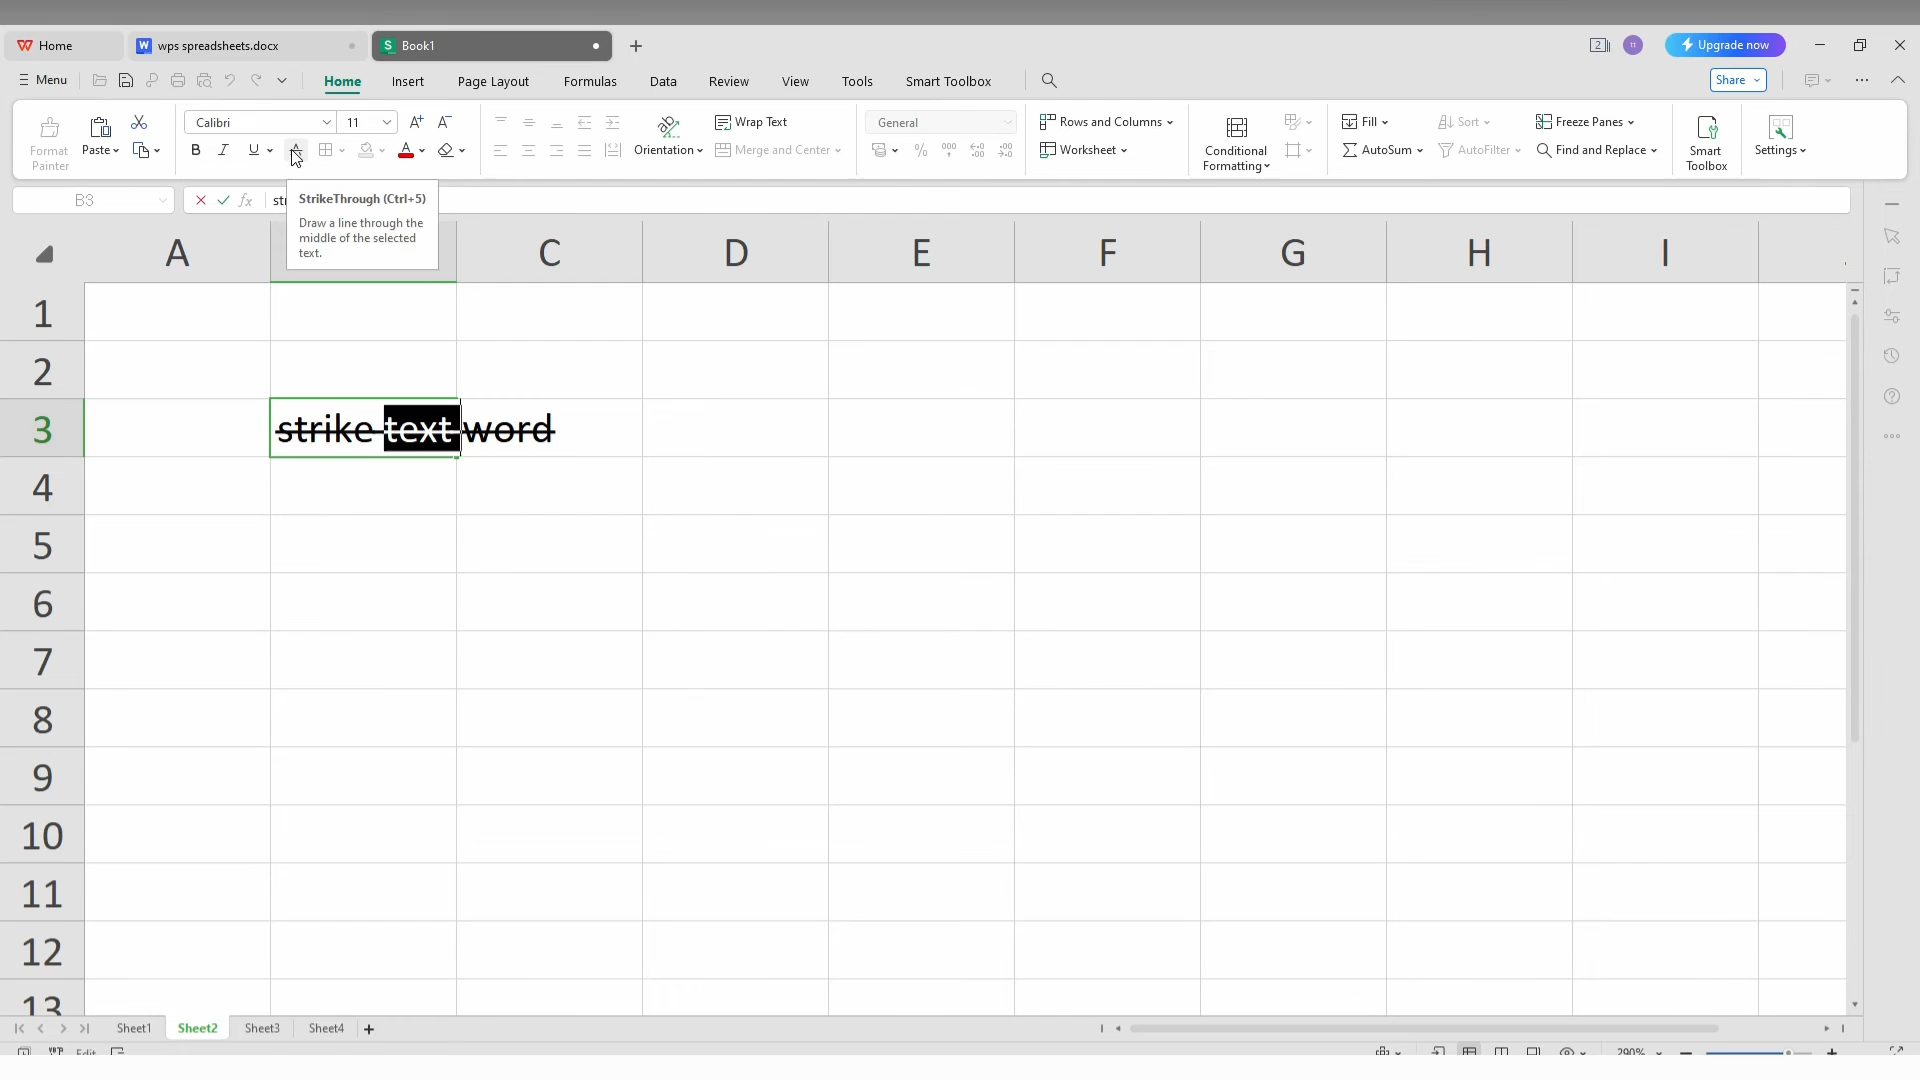 Home
wps spreadsheets.docx
Book1
Upgrade now
Menu
Home Insert Page Layout Formulas Data Review View Tools Smart Toolbox
Share
Format Painter
Paste
Calibri 11
B I U A
Orientation
Wrap Text
Merge and Center
General
%
Rows and Columns
Worksheet
Conditional Formatting
Fill
AutoSum
Sort
AutoFilter
Freeze Panes
Find and Replace
Smart Toolbox
Settings
B3
fx
StrikeThrough (Ctrl+5)
Draw a line through the
middle of the selected
text.
A C D E F G H I
1
2
3 strike text word
4
5
6
7
8
9
10
11
12
13
Sheet1 Sheet2 Sheet3 Sheet4
Edit 290%